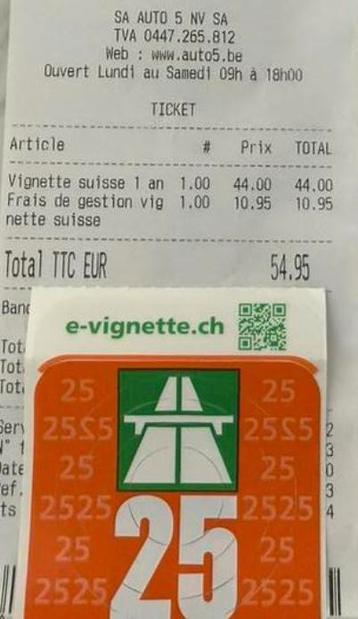 SA AUTO 5 NV SA
TVA 0447.265.812
Web : www.auto5.be
Ouvert Lundi au Samedi 09h à 18h00
TICKET
Article # Prix TOTAL
Vignette suisse 1 an 1.00 44.00 44.00
Frais de gestion vig 1.00 10.95 10.95
nette suisse
Total TTC EUR 54.95
e-vignette.ch
25 25
2525 2525
25 25
2525 2525
25 25
2525 2525
25